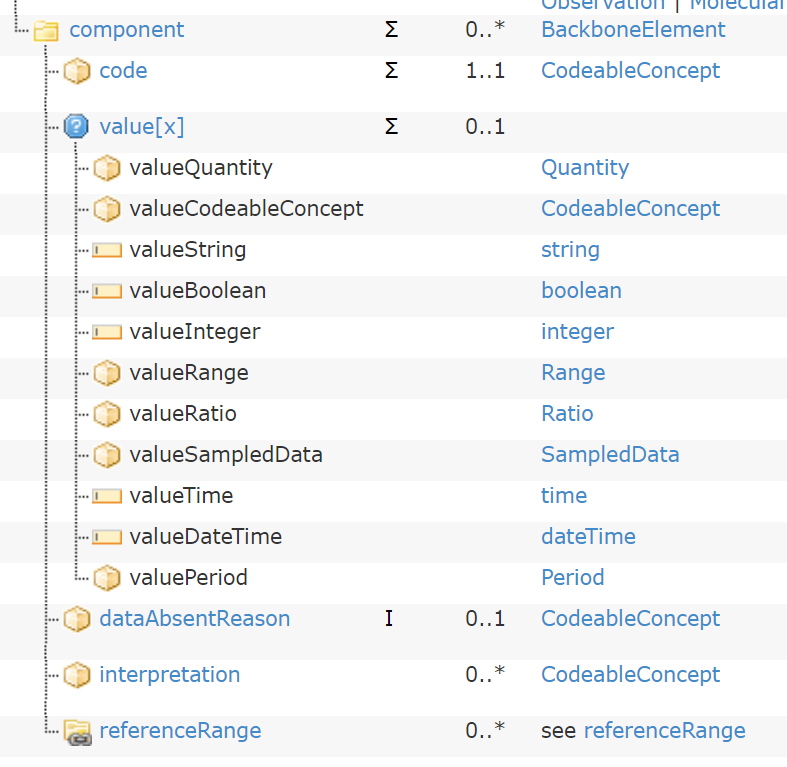 Observation | Molecular
component Σ 0..* BackboneElement
code Σ 1..1 CodeableConcept
value[x] Σ 0..1
valueQuantity Quantity
valueCodeableConcept CodeableConcept
valueString string
valueBoolean boolean
valueInteger integer
valueRange Range
valueRatio Ratio
valueSampledData SampledData
valueTime time
valueDateTime dateTime
valuePeriod Period
dataAbsentReason I 0..1 CodeableConcept
interpretation 0..* CodeableConcept
referenceRange 0..* see referenceRange